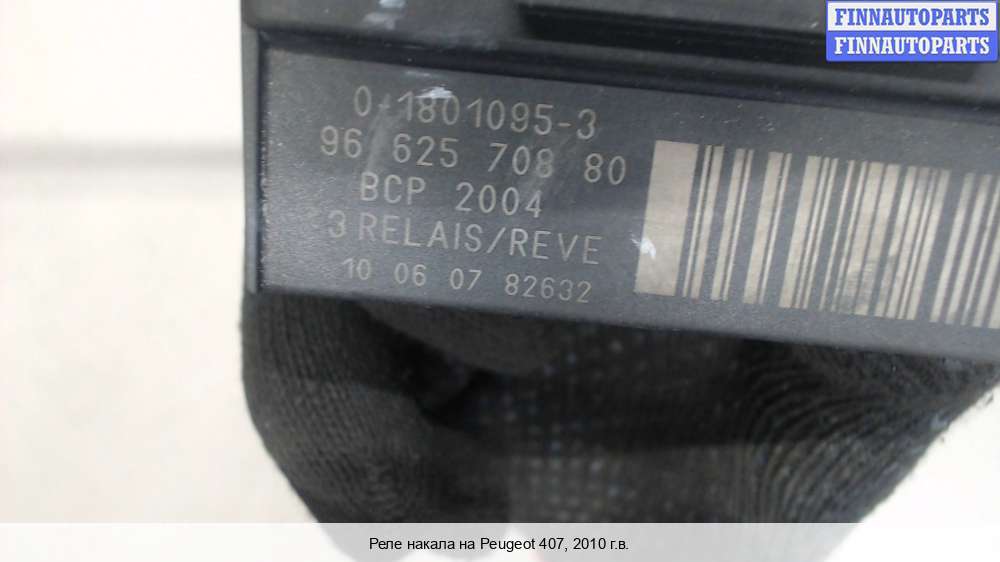 FINNAUTOPARTS
FINNAUTOPARTS
0-1801095-3
96 625 708 80
BCP 2004
3 RELAIS/REVE
10 06 07 82632
Реле накала на Peugeot 407, 2010 г.в.